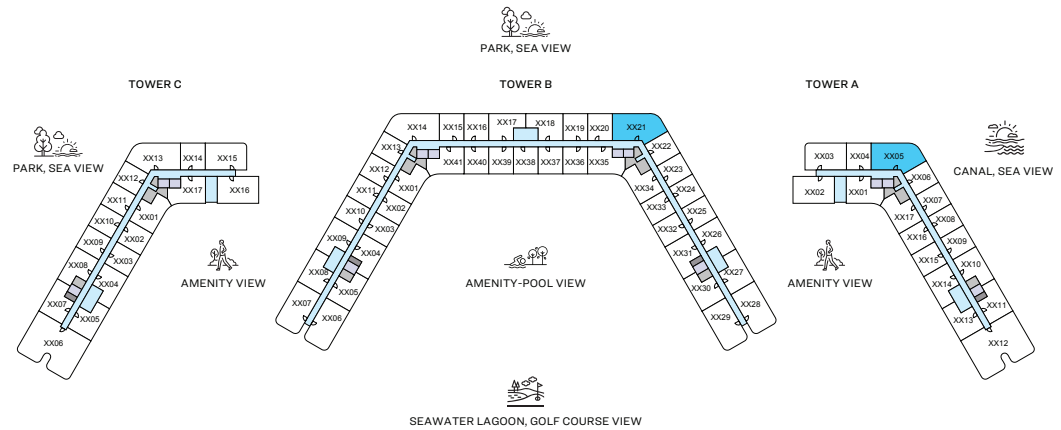 PARK, SEA VIEW
TOWER C
TOWER B
TOWER A
PARK, SEA VIEW
CANAL, SEA VIEW
XX13
XX14
XX15
XX12
XX17
XX16
XX11
XX01
XX10
XX02
XX09
XX03
XX08
XX04
XX07
XX05
XX06
AMENITY VIEW
XX14
XX15
XX16
XX17
XX18
XX19
XX20
XX21
XX13
XX41
XX40
XX39
XX38
XX37
XX36
XX35
XX22
XX12
XX01
XX34
XX23
XX11
XX02
XX33
XX24
XX10
XX03
XX32
XX25
XX09
XX04
XX31
XX26
XX08
XX05
XX30
XX27
XX07
XX06
XX29
XX28
AMENITY-POOL VIEW
XX03
XX04
XX05
XX02
XX01
XX06
XX17
XX07
XX16
XX08
XX15
XX09
XX14
XX10
XX13
XX11
XX12
AMENITY VIEW
SEAWATER LAGOON, GOLF COURSE VIEW